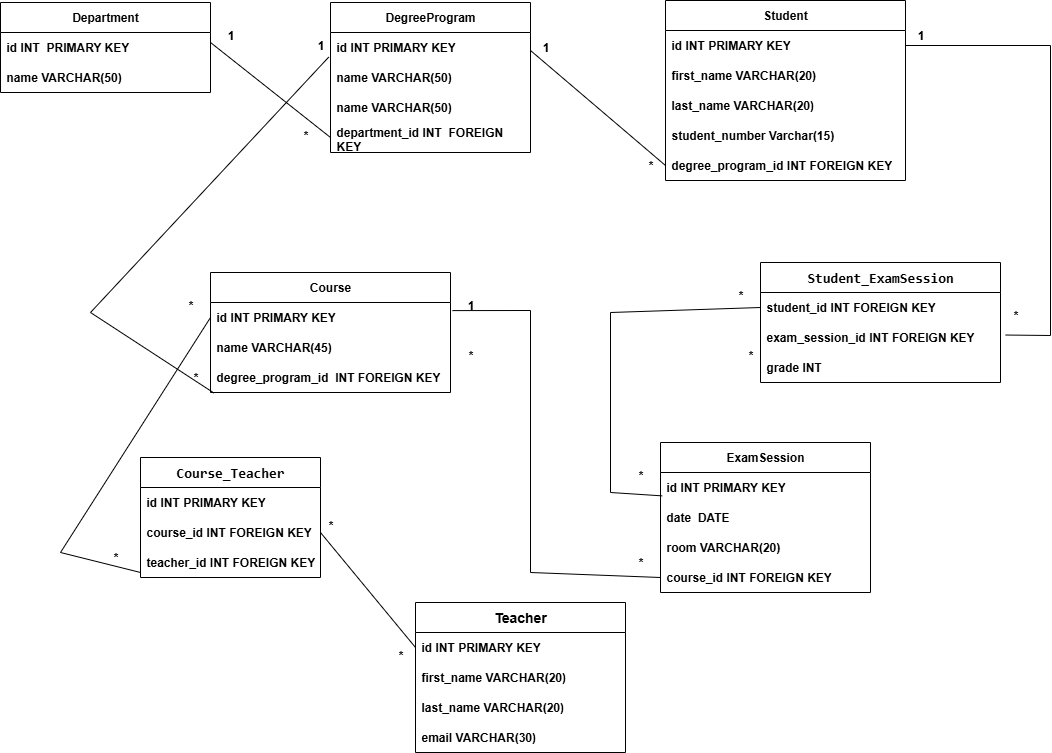 Department
id INT  PRIMARY KEY
name VARCHAR(50)
1
1
DegreeProgram
id INT PRIMARY KEY
name VARCHAR(50)
name VARCHAR(50)
department_id INT  FOREIGN
KEY
*
1
*
Student
id INT PRIMARY KEY
first_name VARCHAR(20)
last_name VARCHAR(20)
student_number Varchar(15)
degree_program_id INT FOREIGN KEY
1
Course
id INT PRIMARY KEY
name VARCHAR(45)
degree_program_id  INT FOREIGN KEY
*
*
1
*
Student_ExamSession
student_id INT FOREIGN KEY
exam_session_id INT FOREIGN KEY
grade INT
*
*
*
Course_Teacher
id INT PRIMARY KEY
course_id INT FOREIGN KEY
teacher_id INT FOREIGN KEY
*
*
ExamSession
id INT PRIMARY KEY
date  DATE
room VARCHAR(20)
course_id INT FOREIGN KEY
*
*
Teacher
id INT PRIMARY KEY
first_name VARCHAR(20)
last_name VARCHAR(20)
email VARCHAR(30)
*